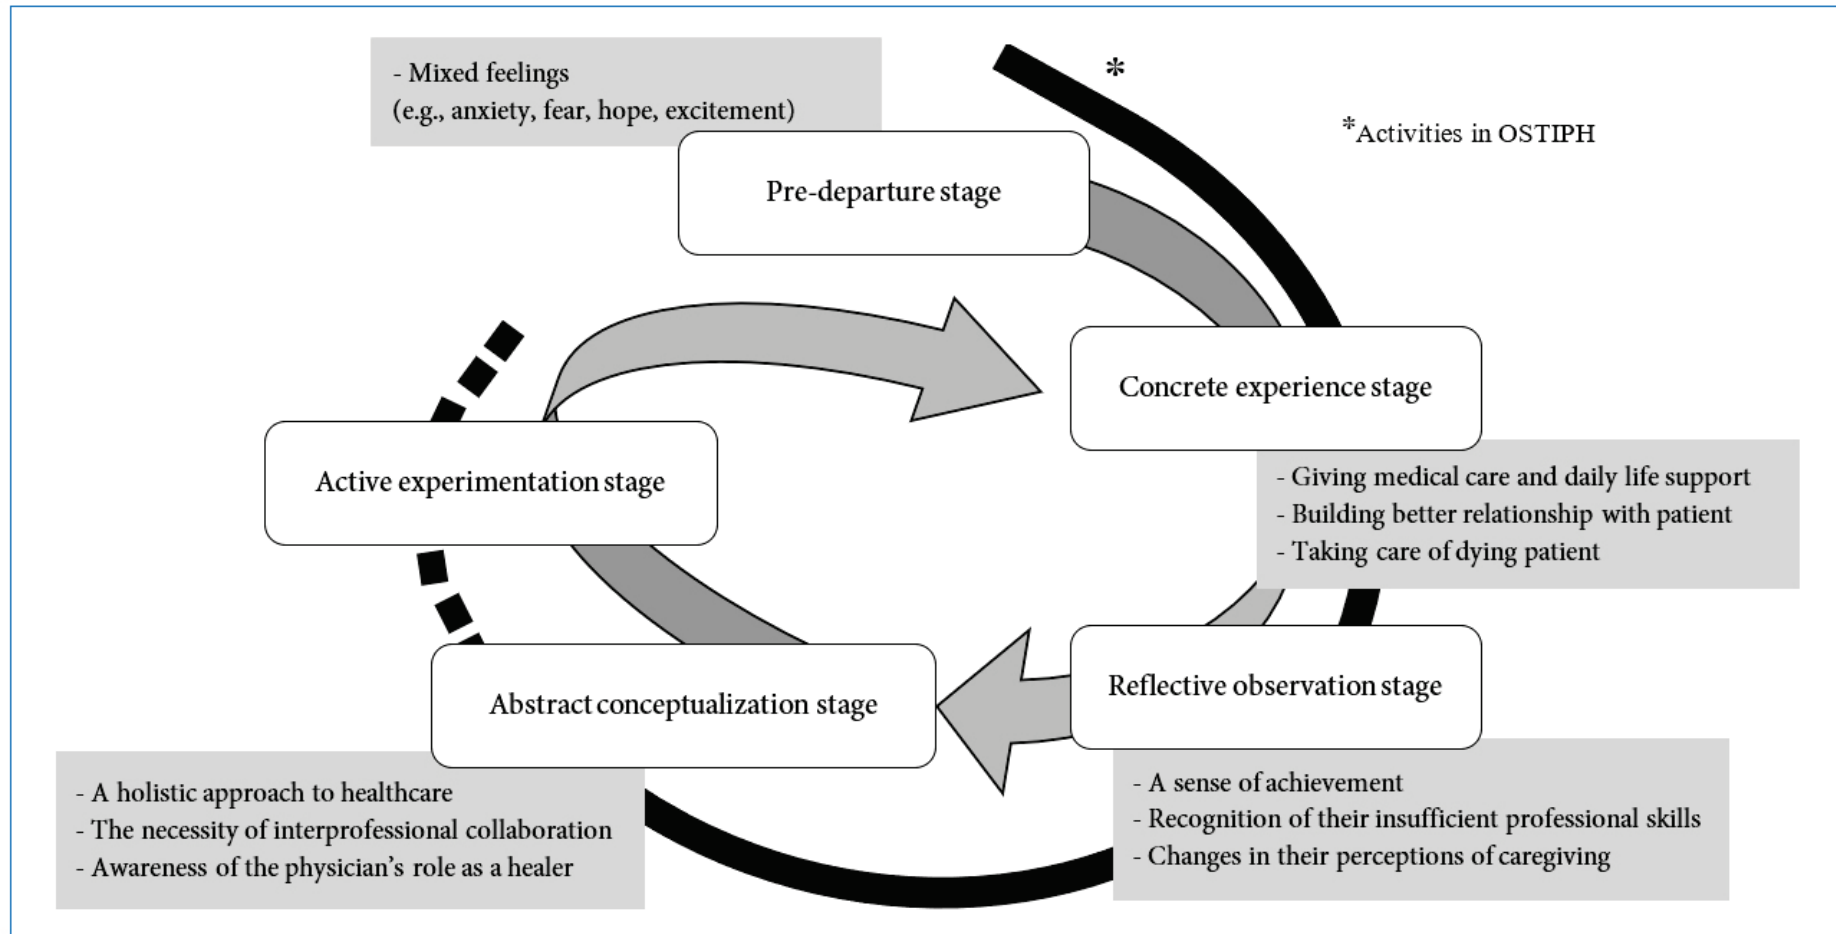 - Mixed feelings
(e.g., anxiety, fear, hope, excitement)
*
*Activities in OSTIPH
Pre-departure stage
Concrete experience stage
- Giving medical care and daily life support
- Building better relationship with patient
- Taking care of dying patient
Active experimentation stage
Reflective observation stage
- A sense of achievement
- Recognition of their insufficient professional skills
- Changes in their perceptions of caregiving
Abstract conceptualization stage
- A holistic approach to healthcare
- The necessity of interprofessional collaboration
- Awareness of the physician’s role as a healer